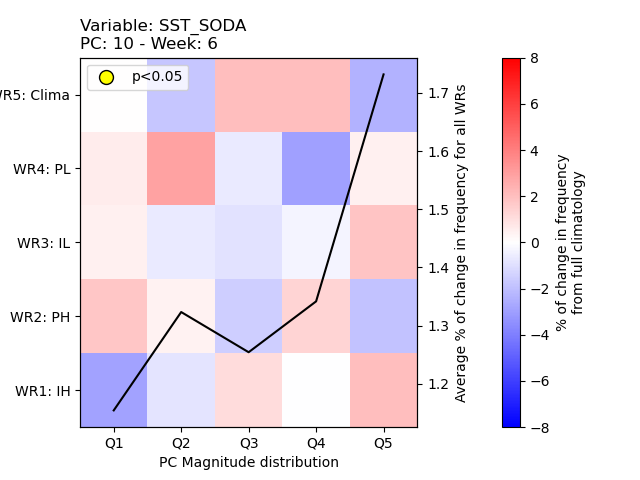 Variable: SST_SODA
PC: 10 - Week: 6
p<0.05
WR5: Clima
WR4: PL
WR3: IL
WR2: PH
WR1: IH
Q1 Q2 Q3 Q4 Q5
PC Magnitude distribution
1.7
1.6
1.5
1.4
1.3
1.2
Average % of change in frequency for all WRs
8
6
4
2
0
−2
−4
−6
−8
% of change in frequency
from full climatology